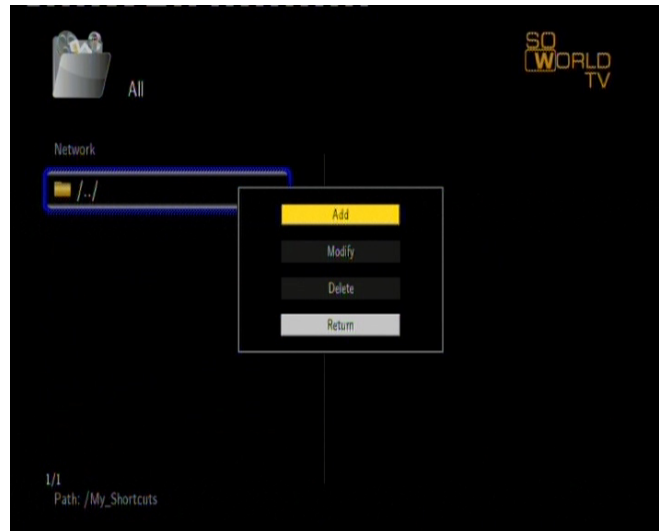 SO
WORLD
TV
All
Network
/../
Add
Modify
Delete
Return
1/1
Path: /My_Shortcuts